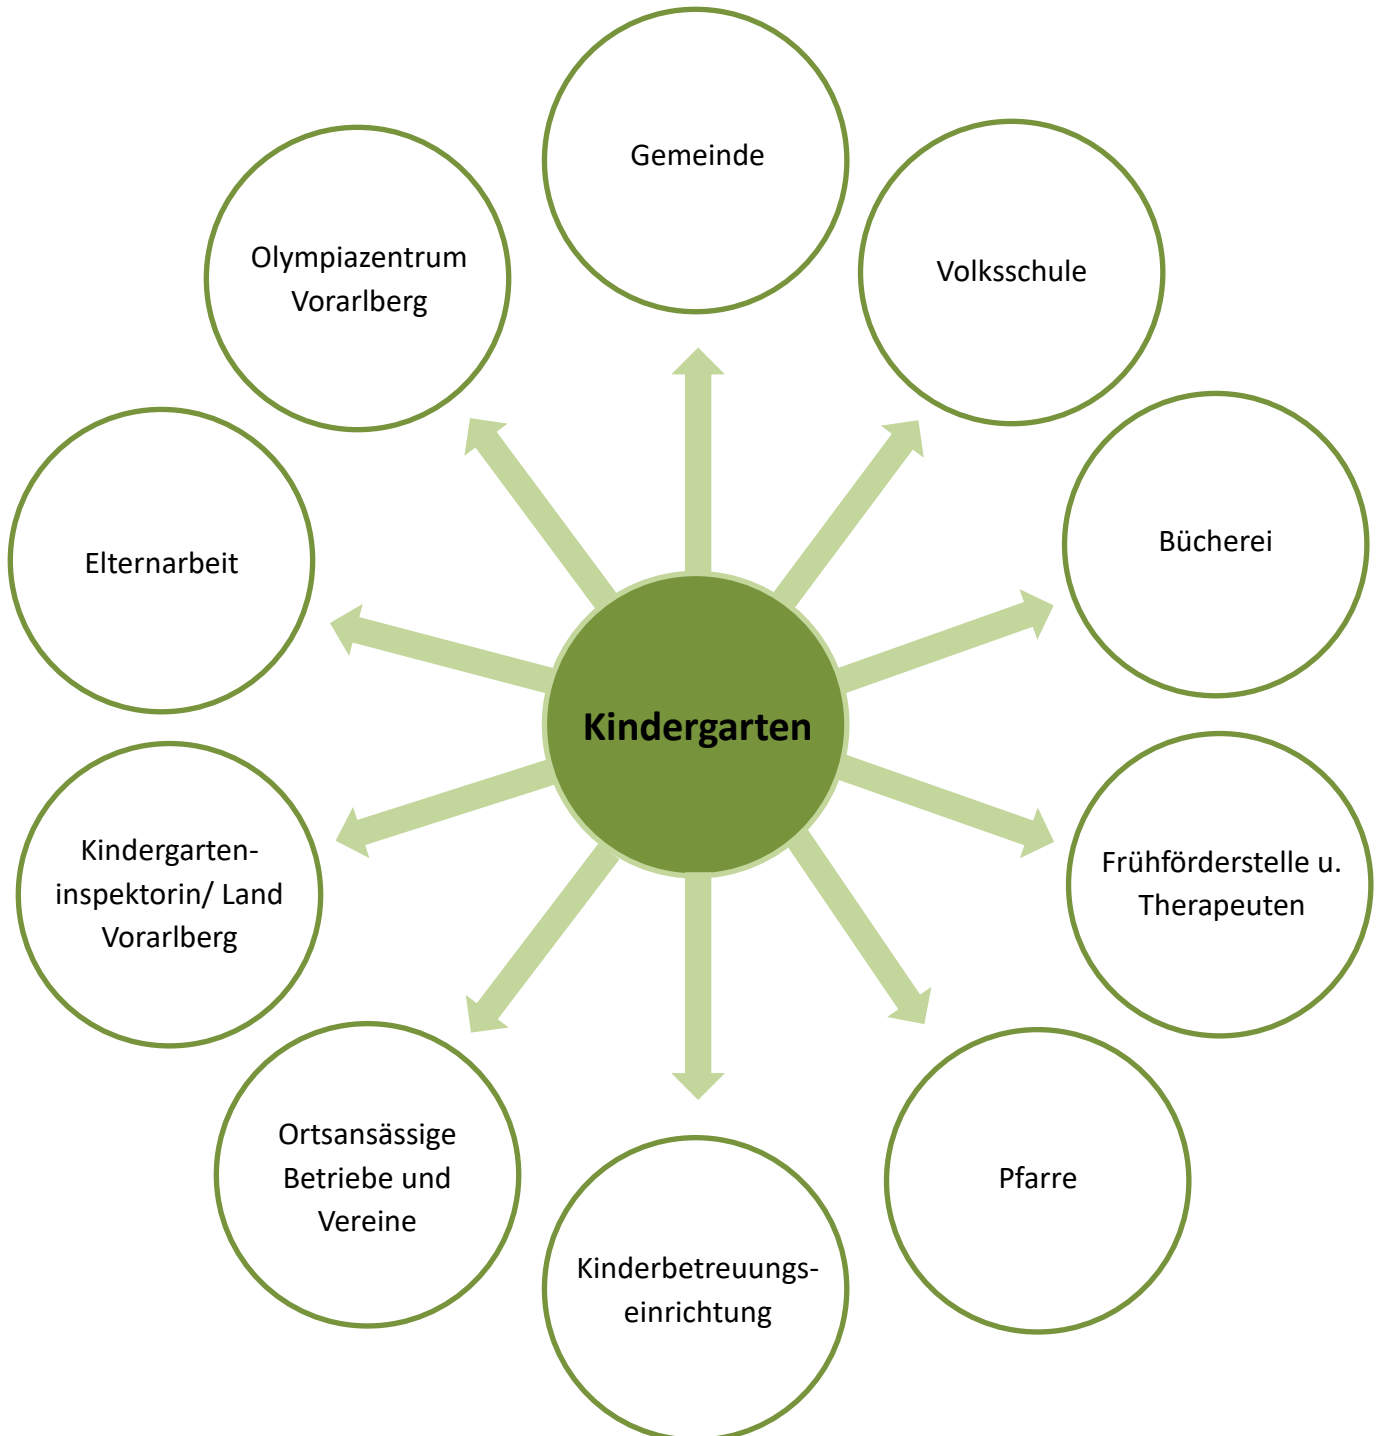 Gemeinde
Olympiazentrum
Vorarlberg
Volksschule
Elternarbeit
Bücherei
Kindergarten
Kindergarten-
inspektorin/ Land
Vorarlberg
Frühförderstelle u.
Therapeuten
Ortsansässige
Betriebe und
Vereine
Pfarre
Kinderbetreuungs-
einrichtung